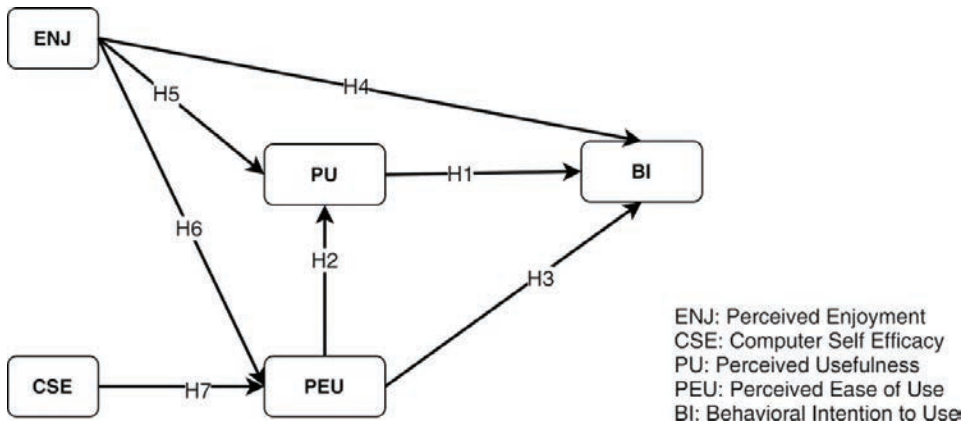 ENJ
H4
H5
PU
H1
BI
H6
H2
H3
CSE
H7
PEU
ENJ: Perceived Enjoyment
CSE: Computer Self Efficacy
PU: Perceived Usefulness
PEU: Perceived Ease of Use
BI: Behavioral Intention to Use